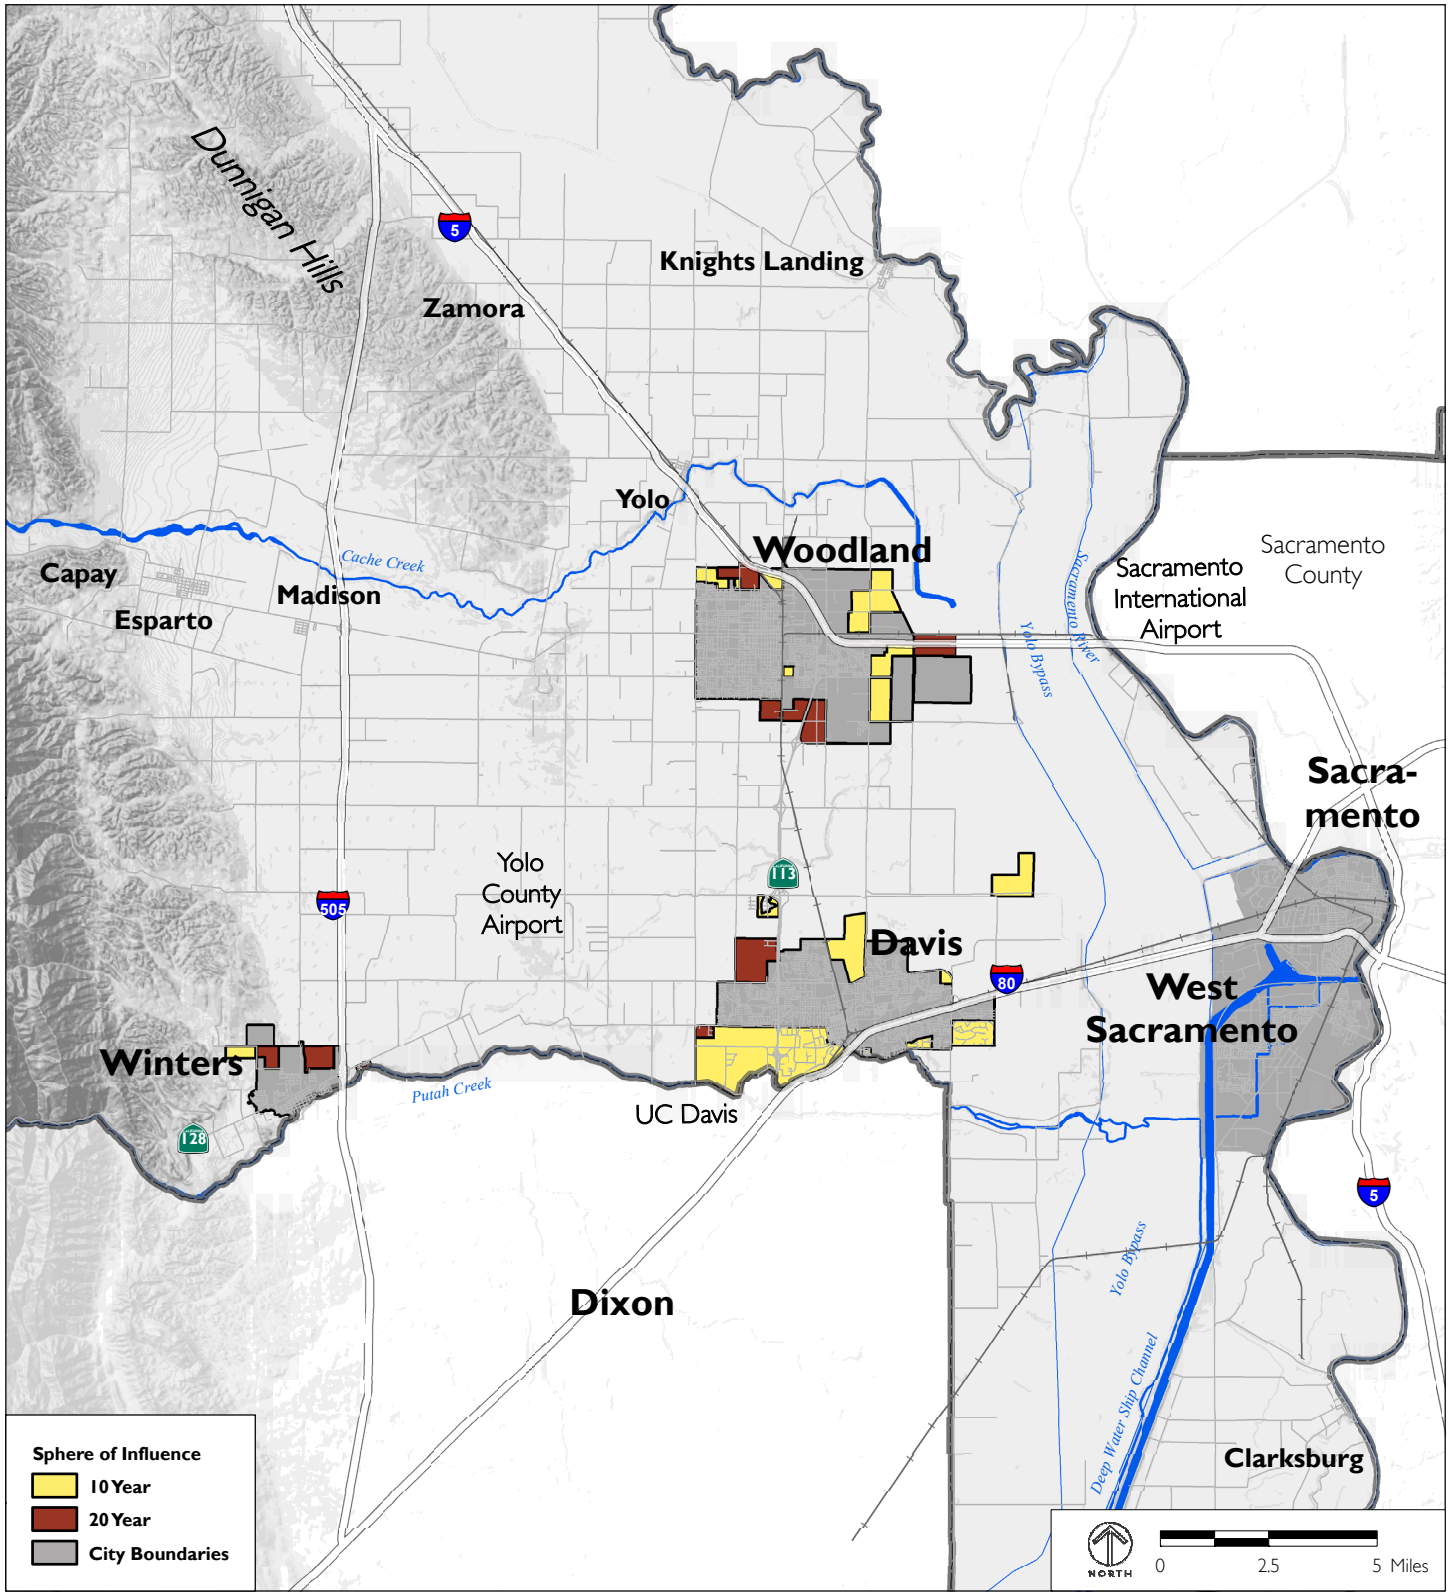 Dunnigan Hills
5
Knights Landing
Zamora
Yolo
Woodland
Cache Creek
Capay
Madison
Esparto
Sacramento River
Yolo Bypass
Sacramento
International
Airport
Sacramento
County
Sacra-
mento
Yolo
County
Airport
113
505
Davis
80
West
Sacramento
Winters
Putah Creek
UC Davis
CALIFORNIA
128
5
Yolo Bypass
Dixon
Deep Water Ship Channel
Clarksburg
Sphere of Influence
10 Year
20 Year
City Boundaries
NORTH
0 2.5 5 Miles